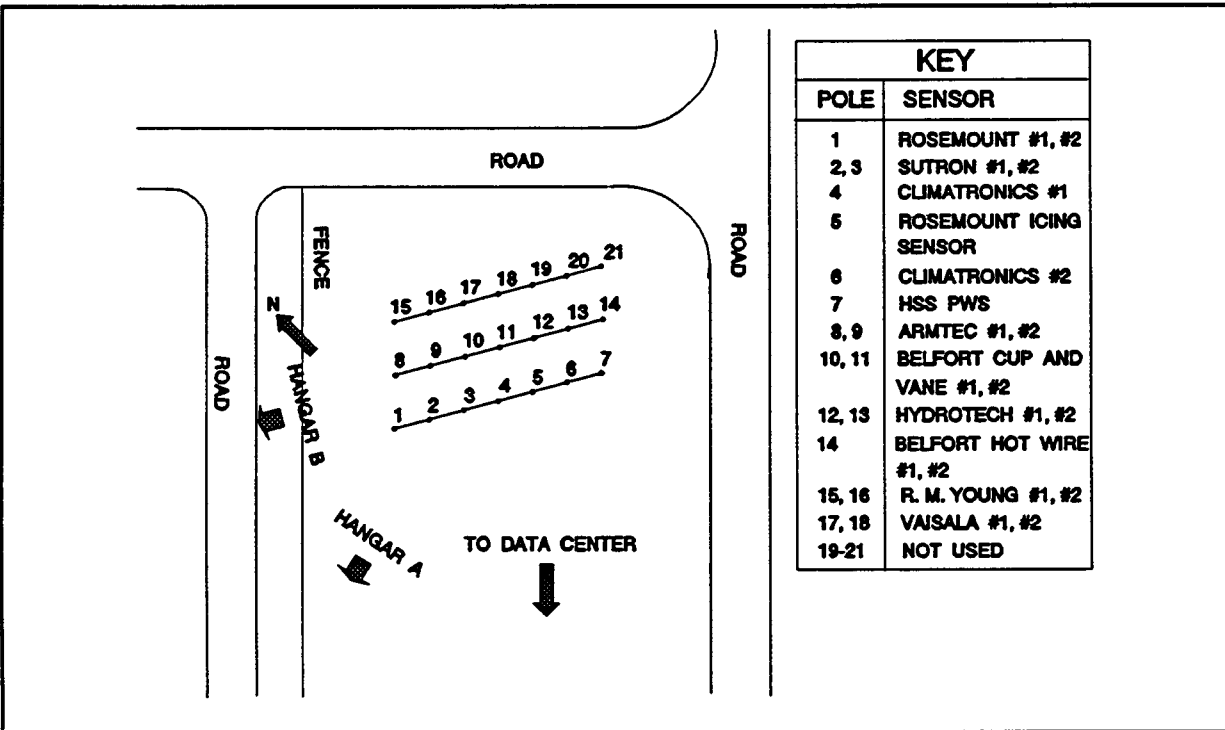 KEY
POLE SENSOR
1 ROSEMOUNT #1, #2
2, 3 SUTRON #1, #2
4 CLIMATRONICS #1
5 ROSEMOUNT ICING
SENSOR
6 CLIMATRONICS #2
7 HSS PWS
8, 9 ARMTEC #1, #2
10, 11 BELFORT CUP AND
VANE #1, #2
12, 13 HYDROTECH #1, #2
14 BELFORT HOT WIRE
#1, #2
15, 16 R. M. YOUNG #1, #2
17, 18 VAISALA #1, #2
19-21 NOT USED
ROAD
ROAD
ROAD
FENCE
N
15 16 17 18 19 20 21
8 9 10 11 12 13 14
1 2 3 4 5 6 7
HANGAR B
HANGAR A
TO DATA CENTER